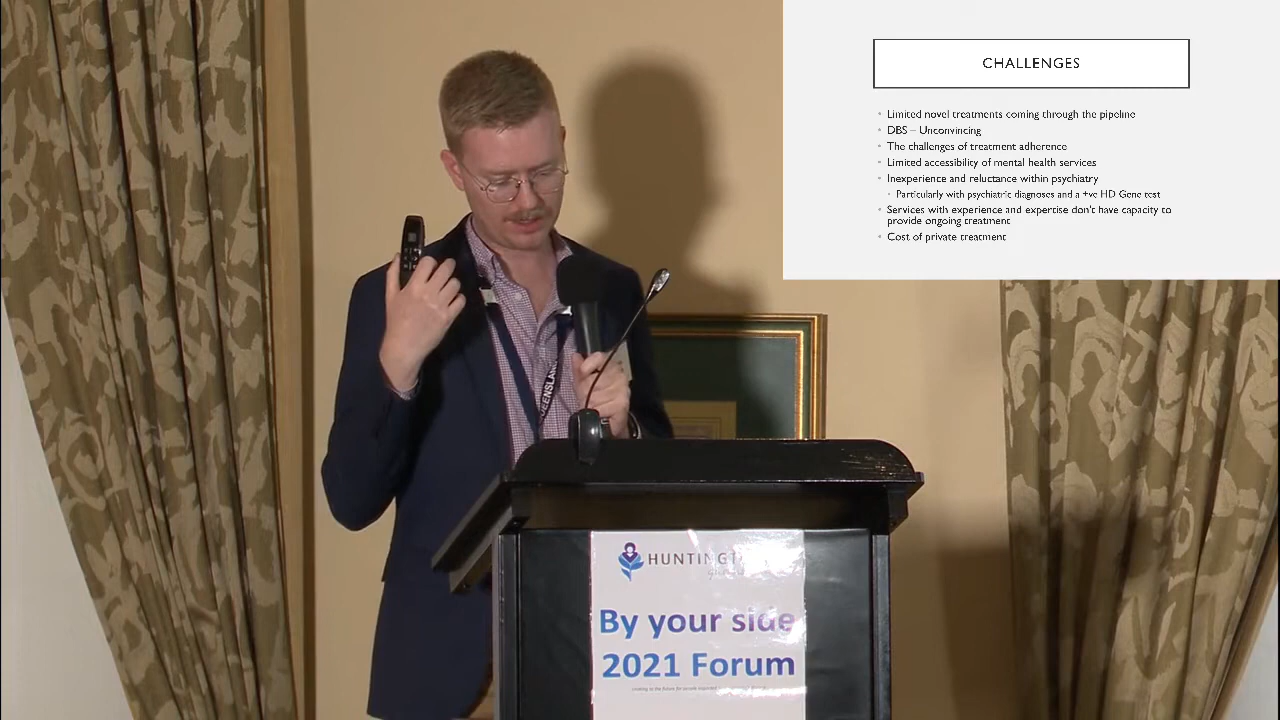 CHALLENGES
Limited novel treatments coming through the pipeline
DBS – Unconvincing
The challenges of treatment adherence
Limited accessibility of mental health services
Inexperience and reluctance within psychiatry
Particularly with psychiatric diagnoses and a +ve HD Gene test
Services with experience and expertise don't have capacity to
provide ongoing treatment
Cost of private treatment
By your side
2021 Forum